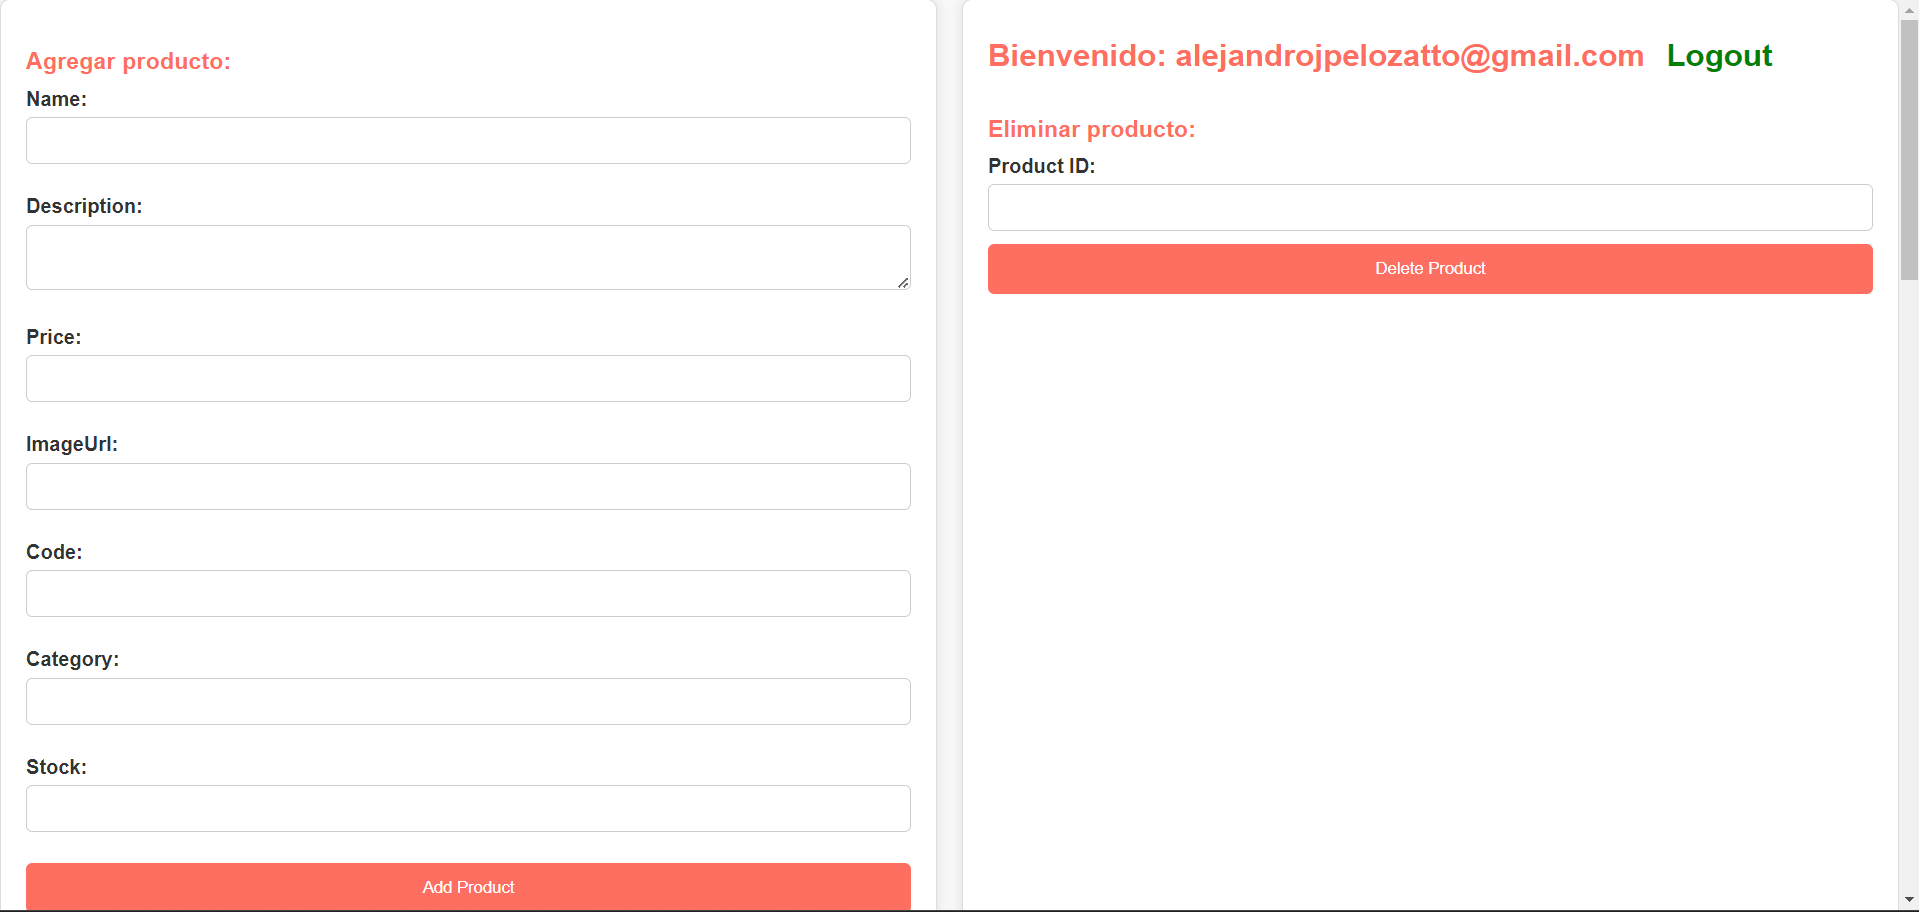 Agregar producto:
Name:
Description:
Price:
ImageUrl:
Code:
Category:
Stock:
Add Product
Bienvenido: alejandrojpelozatto@gmail.com Logout
Eliminar producto:
Product ID:
Delete Product